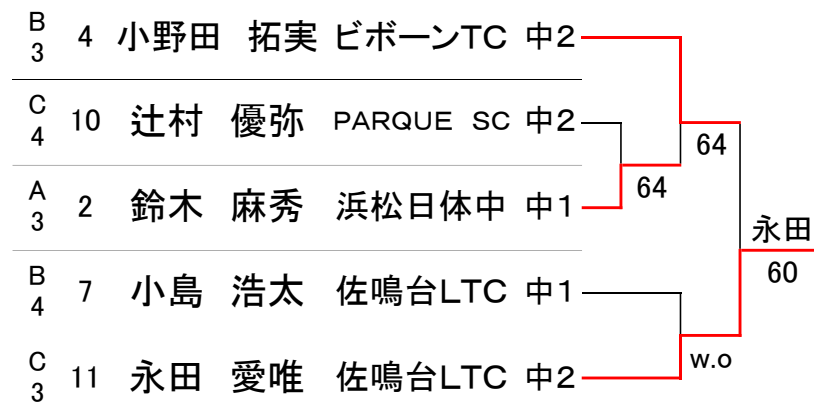 B
3 4 小野田 拓実 ビボーンTC 中2
C
4 10 辻村 優弥 PARQUE SC 中2
64
64
A
3 2 鈴木 麻秀 浜松日体中 中1
永田
60
B
4 7 小島 浩太 佐鳴台LTC 中1
w.o
C
3 11 永田 愛唯 佐鳴台LTC 中2